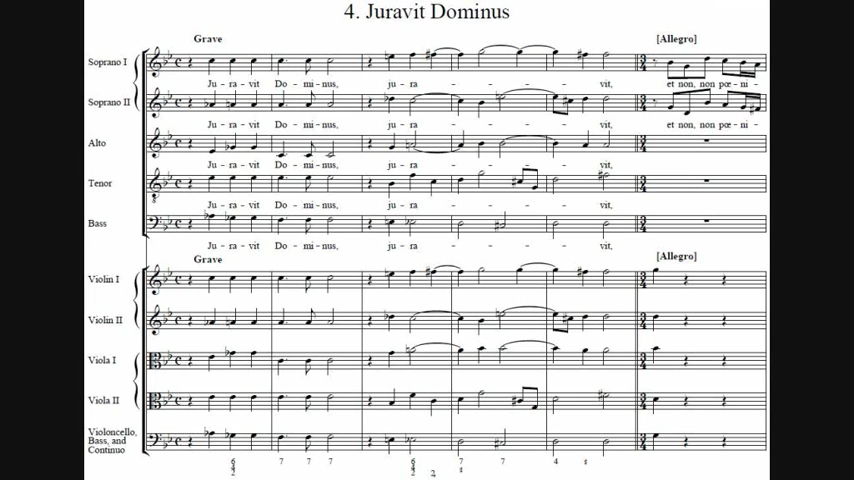 4. Juravit Dominus
Grave [Allegro]
Soprano I
Ju - ra - vit Do - mi - nus, ju - ra - - - - vit, et non, non pœ - ni -
Soprano II
Ju - ra - vit Do - mi - nus, ju - ra - - - - vit, et non, non pœ - ni -
Alto
Ju - ra - vit Do - mi - nus, ju - ra - - - - vit,
Tenor
Ju - ra - vit Do - mi - nus, ju - ra - - - - vit,
Bass
Ju - ra - vit Do - mi - nus, ju - ra - - - - vit,
Grave [Allegro]
Violin I
Violin II
Viola I
Viola II
Violoncello,
Bass, and
Continuo